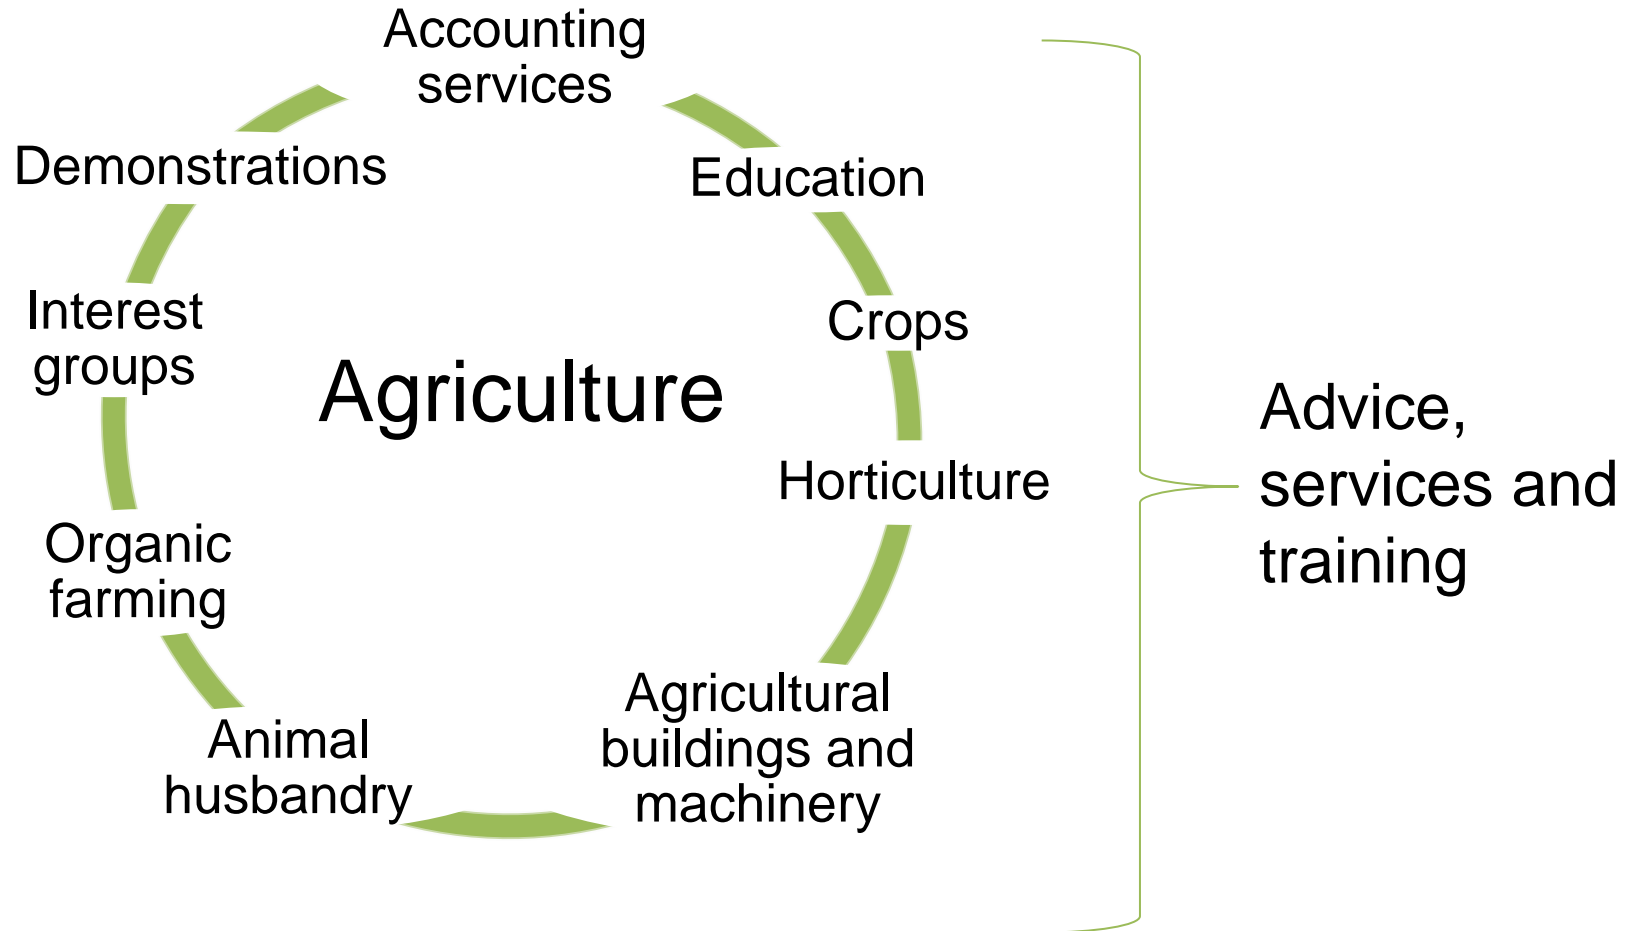 Accounting
services
Education
Crops
Horticulture
Agricultural
buildings and
machinery
Animal
husbandry
Organic
farming
Interest
groups
Demonstrations
Agriculture
Advice,
services and
training